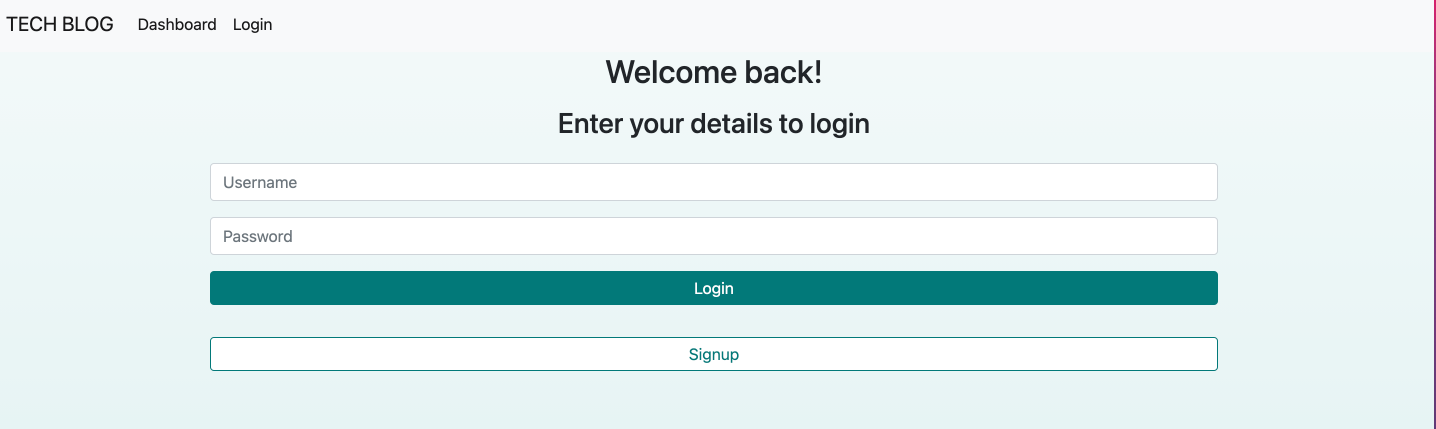 TECH BLOG Dashboard Login
Welcome back!
Enter your details to login
Username
Password
Login
Signup